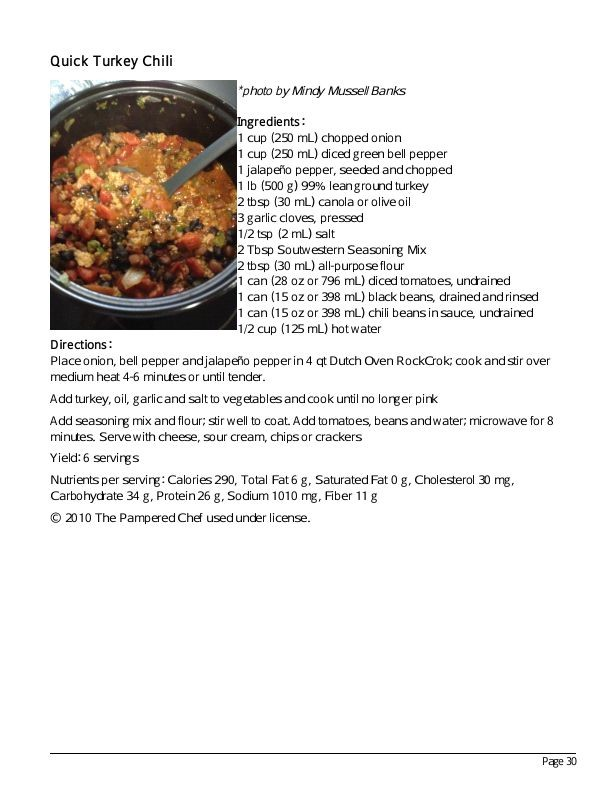 Quick Turkey Chili
*photo by Mindy Mussell Banks
Ingredients:
1 cup (250 mL) chopped onion
1 cup (250 mL) diced green bell pepper
1 jalapeño pepper, seeded and chopped
1 lb (500 g) 99% lean ground turkey
2 tbsp (30 mL) canola or olive oil
3 garlic cloves, pressed
1/2 tsp (2 mL) salt
2 Tbsp Soutwestern Seasoning Mix
2 tbsp (30 mL) all-purpose flour
1 can (28 oz or 796 mL) diced tomatoes, undrained
1 can (15 oz or 398 mL) black beans, drained and rinsed
1 can (15 oz or 398 mL) chili beans in sauce, undrained
1/2 cup (125 mL) hot water
Directions:
Place onion, bell pepper and jalapeño pepper in 4 qt Dutch Oven RockCrok; cook and stir over
medium heat 4-6 minutes or until tender.
Add turkey, oil, garlic and salt to vegetables and cook until no longer pink
Add seasoning mix and flour; stir well to coat. Add tomatoes, beans and water; microwave for 8
minutes. Serve with cheese, sour cream, chips or crackers
Yield: 6 servings
Nutrients per serving: Calories 290, Total Fat 6 g, Saturated Fat 0 g, Cholesterol 30 mg,
Carbohydrate 34 g, Protein 26 g, Sodium 1010 mg, Fiber 11 g
© 2010 The Pampered Chef used under license.
Page 30